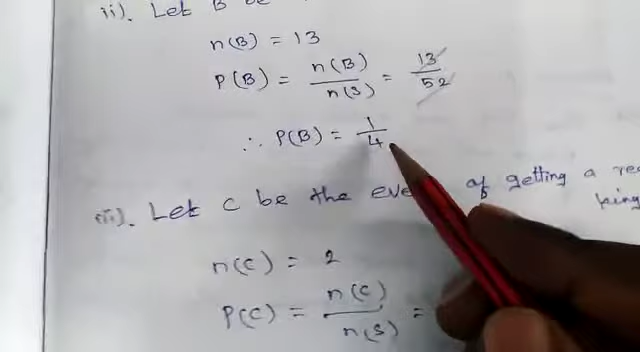 ii). Let B be
n(B) = 13
P(B) = n(B)/n(S) = 13/52
∴ P(B) = 1/4
iii). Let C be the eve of getting a re
king
n(C) = 2
P(C) = n(C)/n(S) =